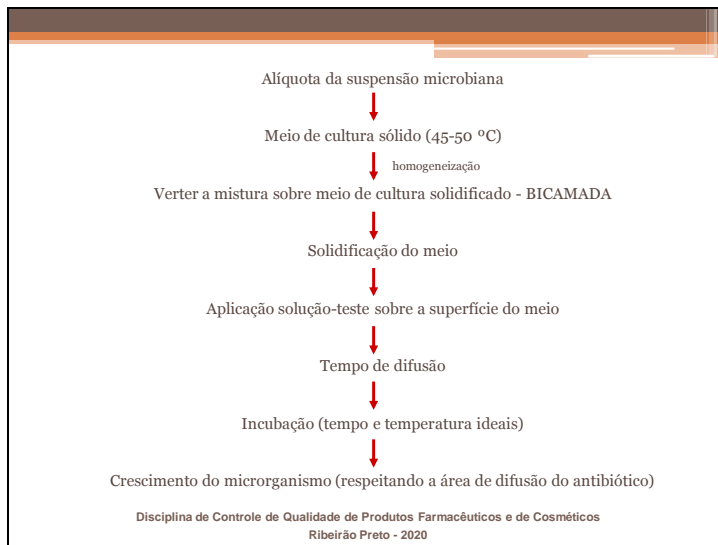 Alíquota da suspensão microbiana
Meio de cultura sólido (45-50 ºC)
homogeneização
Verter a mistura sobre meio de cultura solidificado - BICAMADA
Solidificação do meio
Aplicação solução-teste sobre a superfície do meio
Tempo de difusão
Incubação (tempo e temperatura ideais)
Crescimento do microrganismo (respeitando a área de difusão do antibiótico)
Disciplina de Controle de Qualidade de Produtos Farmacêuticos e de Cosméticos
Ribeirão Preto - 2020